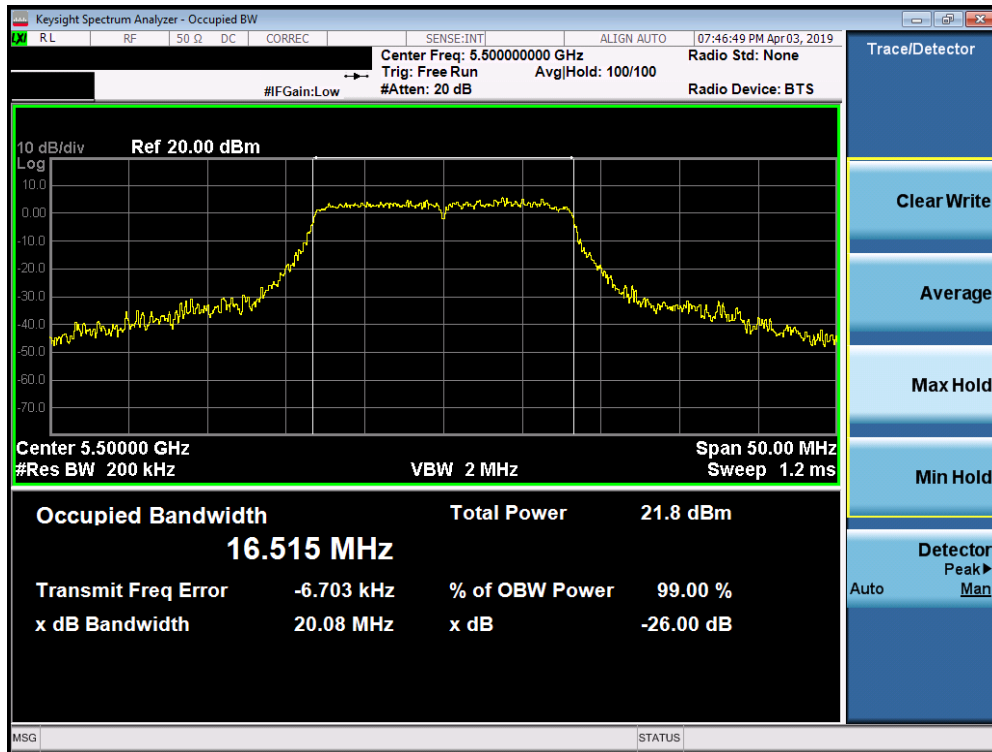 Keysight Spectrum Analyzer - Occupied BW
LXI RL RF 50 Ω DC CORREC SENSE:INT ALIGN AUTO 07:46:49 PM Apr 03, 2019
Center Freq: 5.500000000 GHz Radio Std: None
Trig: Free Run Avg|Hold: 100/100
#IFGain:Low #Atten: 20 dB Radio Device: BTS
10 dB/div Ref 20.00 dBm
Log
10.0
0.00
-10.0
-20.0
-30.0
-40.0
-50.0
-60.0
-70.0
Center 5.50000 GHz Span 50.00 MHz
#Res BW 200 kHz VBW 2 MHz Sweep 1.2 ms
Occupied Bandwidth Total Power 21.8 dBm
16.515 MHz
Transmit Freq Error -6.703 kHz % of OBW Power 99.00 %
x dB Bandwidth 20.08 MHz x dB -26.00 dB
MSG STATUS
Trace/Detector
Clear Write
Average
Max Hold
Min Hold
Detector
Peak▶
Auto Man